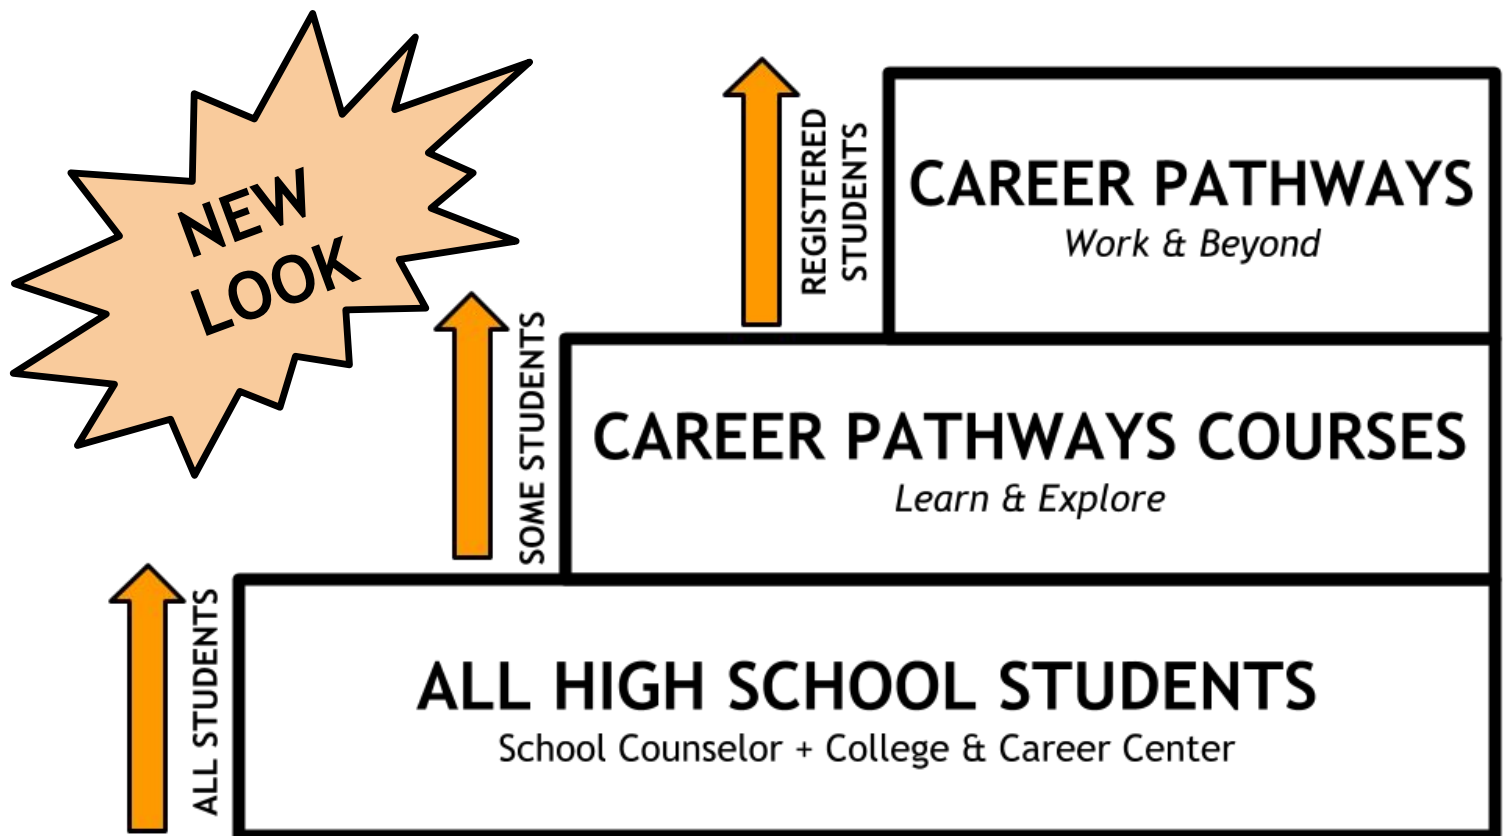 NEW
LOOK
REGISTERED
STUDENTS
CAREER PATHWAYS
Work & Beyond
SOME STUDENTS
CAREER PATHWAYS COURSES
Learn & Explore
ALL STUDENTS
ALL HIGH SCHOOL STUDENTS
School Counselor + College & Career Center